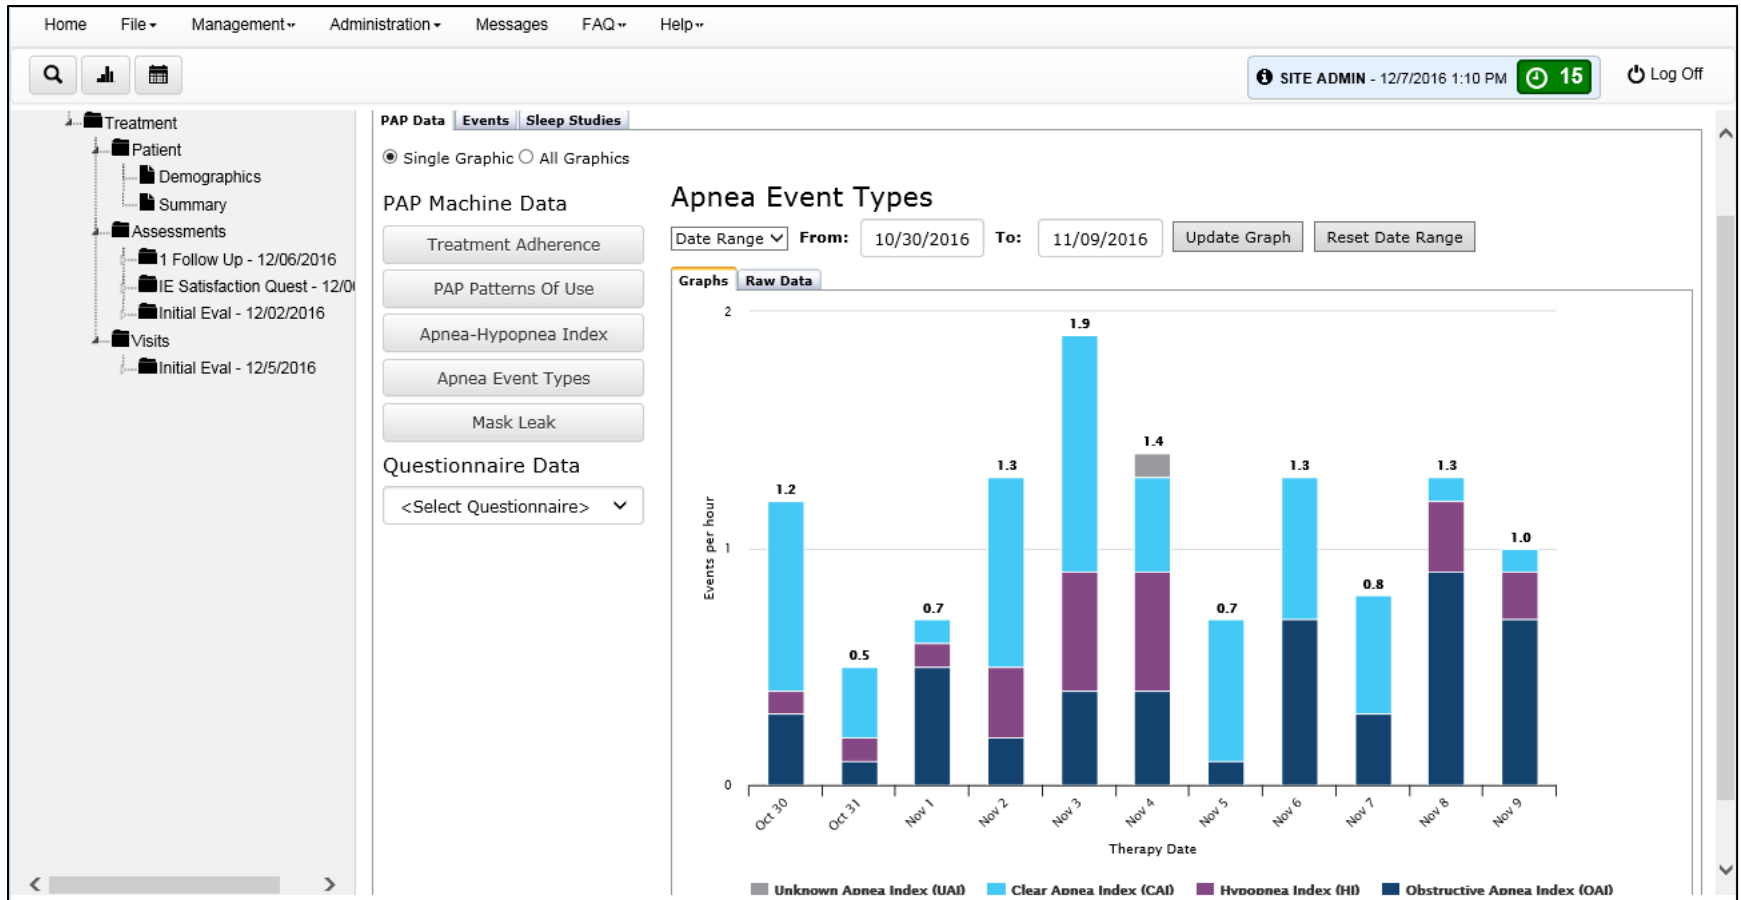 Home File Management Administration Messages FAQ Help
SITE ADMIN - 12/7/2016 1:10 PM 15 Log Off
Treatment
Patient
Demographics
Summary
Assessments
1 Follow Up - 12/06/2016
IE Satisfaction Quest - 12/0
Initial Eval - 12/02/2016
Visits
Initial Eval - 12/5/2016
PAP Data Events Sleep Studies
Single Graphic All Graphics
PAP Machine Data
Treatment Adherence
PAP Patterns Of Use
Apnea-Hypopnea Index
Apnea Event Types
Mask Leak
Questionnaire Data
<Select Questionnaire>
Apnea Event Types
Date Range From: 10/30/2016 To: 11/09/2016 Update Graph Reset Date Range
Graphs Raw Data
2
1.9
1.4
1.3 1.3 1.3
1.2
Events per hour
1
1.0
0.8
0.7 0.7
0.5
0
Oct 30 Oct 31 Nov 1 Nov 2 Nov 3 Nov 4 Nov 5 Nov 6 Nov 7 Nov 8 Nov 9
Therapy Date
Unknown Apnea Index (UAI) Clear Apnea Index (CAI) Hypopnea Index (HI) Obstructive Apnea Index (OAI)